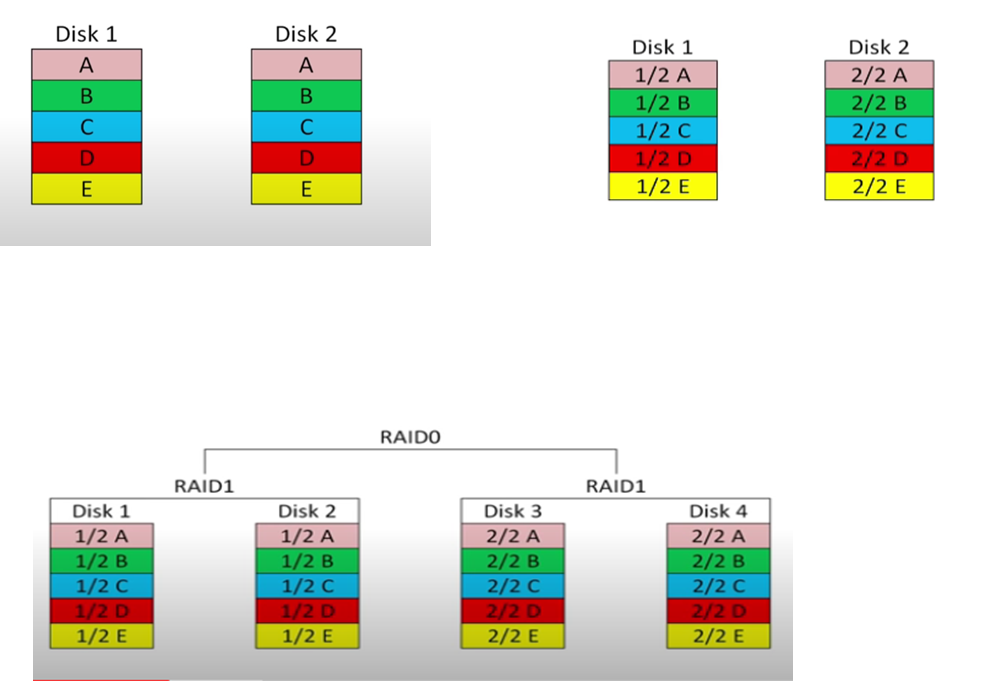 Disk 1 Disk 2
A A
B B
C C
D D
E E
Disk 1 Disk 2
1/2 A 2/2 A
1/2 B 2/2 B
1/2 C 2/2 C
1/2 D 2/2 D
1/2 E 2/2 E
RAID0
RAID1 RAID1
Disk 1 Disk 2 Disk 3 Disk 4
1/2 A 1/2 A 2/2 A 2/2 A
1/2 B 1/2 B 2/2 B 2/2 B
1/2 C 1/2 C 2/2 C 2/2 C
1/2 D 1/2 D 2/2 D 2/2 D
1/2 E 1/2 E 2/2 E 2/2 E